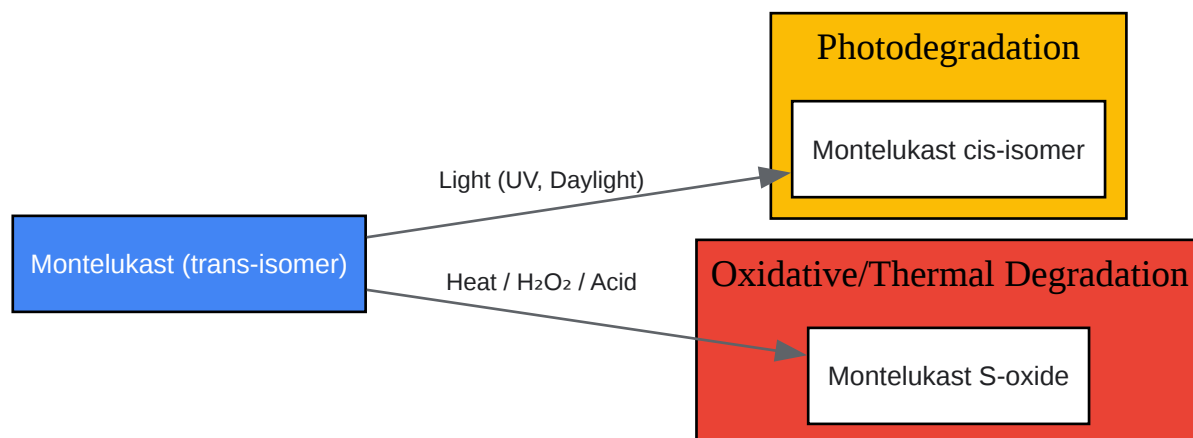 Photodegradation
Montelukast cis-isomer
Light (UV, Daylight)
Montelukast (trans-isomer)
Heat / H₂O₂ / Acid
Oxidative/Thermal Degradation
Montelukast S-oxide